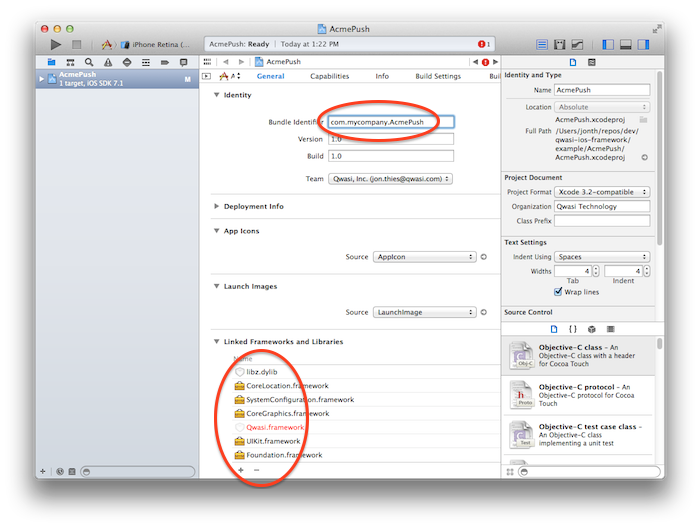 AcmePush
iPhone Retina (...
AcmePush: Ready | Today at 1:22 PM
1
AcmePush
1 target, iOS SDK 7.1
M
AcmePush
General
Capabilities
Info
Build Settings
Buil
Identity
Bundle Identifier
com.mycompany.AcmePush
Version
1.0
Build
1.0
Team
Qwasi, Inc. (jon.thies@qwasi.com)
Deployment Info
App Icons
Source
AppIcon
Launch Images
Source
LaunchImage
Linked Frameworks and Libraries
Name
libz.dylib
CoreLocation.framework
SystemConfiguration.framework
CoreGraphics.framework
Qwasi.framework
UIKit.framework
Foundation.framework
Identity and Type
Name
AcmePush
Location
Absolute
AcmePush.xcodeproj
Full Path
/Users/jonth/repos/dev/
qwasi-ios-framework/
example/AcmePush/
AcmePush.xcodeproj
Project Document
Project Format
Xcode 3.2-compatible
Organization
Qwasi Technology
Class Prefix
Text Settings
Indent Using
Spaces
Widths
4
4
Tab
Indent
Wrap lines
Source Control
Obj-C
Objective-C class - An
Objective-C class with a header
for Cocoa Touch
Proto
Objective-C protocol - An
Objective-C protocol for Cocoa
Touch
Objective-C test case class -
An Objective-C class
implementing a unit test